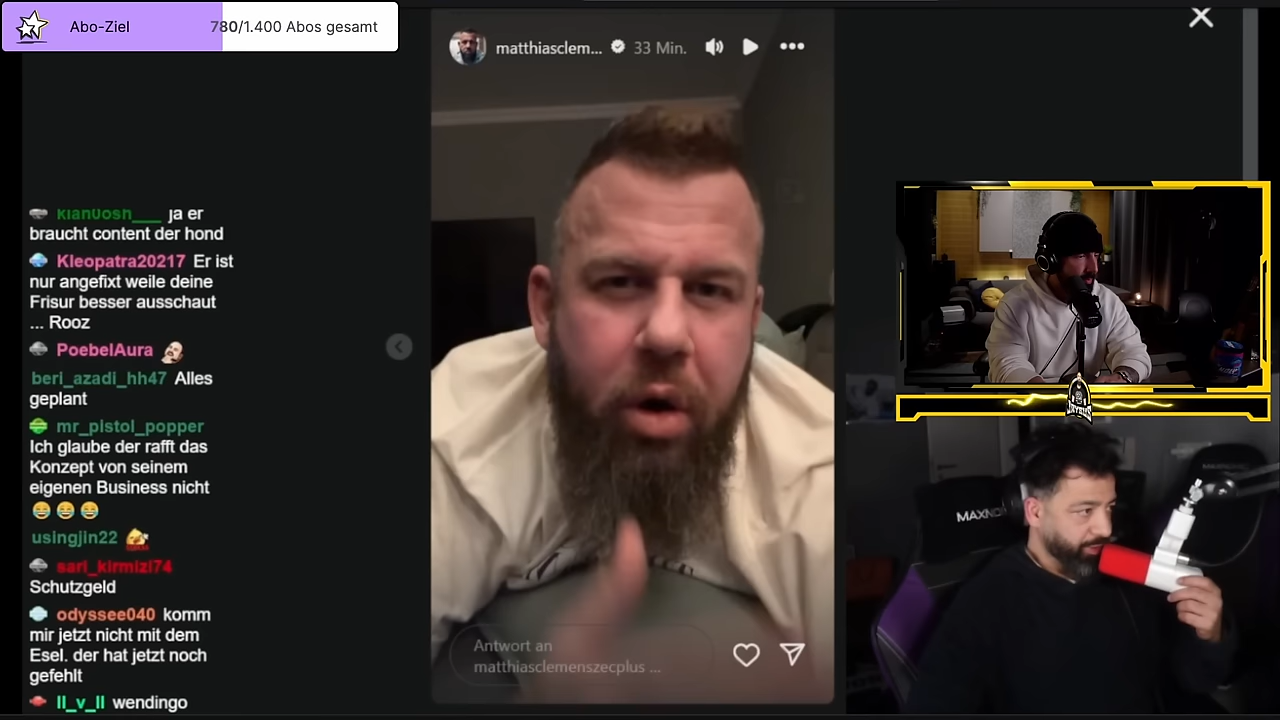 Abo-Ziel
780/1.400 Abos gesamt
matthiasclem... 33 Min.
kian0osh___ ja er
braucht content der hond
Kleopatra20217 Er ist
nur angefixt weile deine
Frisur besser ausschaut
... Rooz
PoebelAura
beri_azadi_hh47 Alles
geplant
mr_pistol_popper
Ich glaube der rafft das
Konzept von seinem
eigenen Business nicht
😂 😂 😂
usingjin22
sari_kirmizi74
Schutzgeld
odyssee040 komm
mir jetzt nicht mit dem
Esel. der hat jetzt noch
gefehlt
wendingo
Antwort an
matthiasclemenszecplus ...